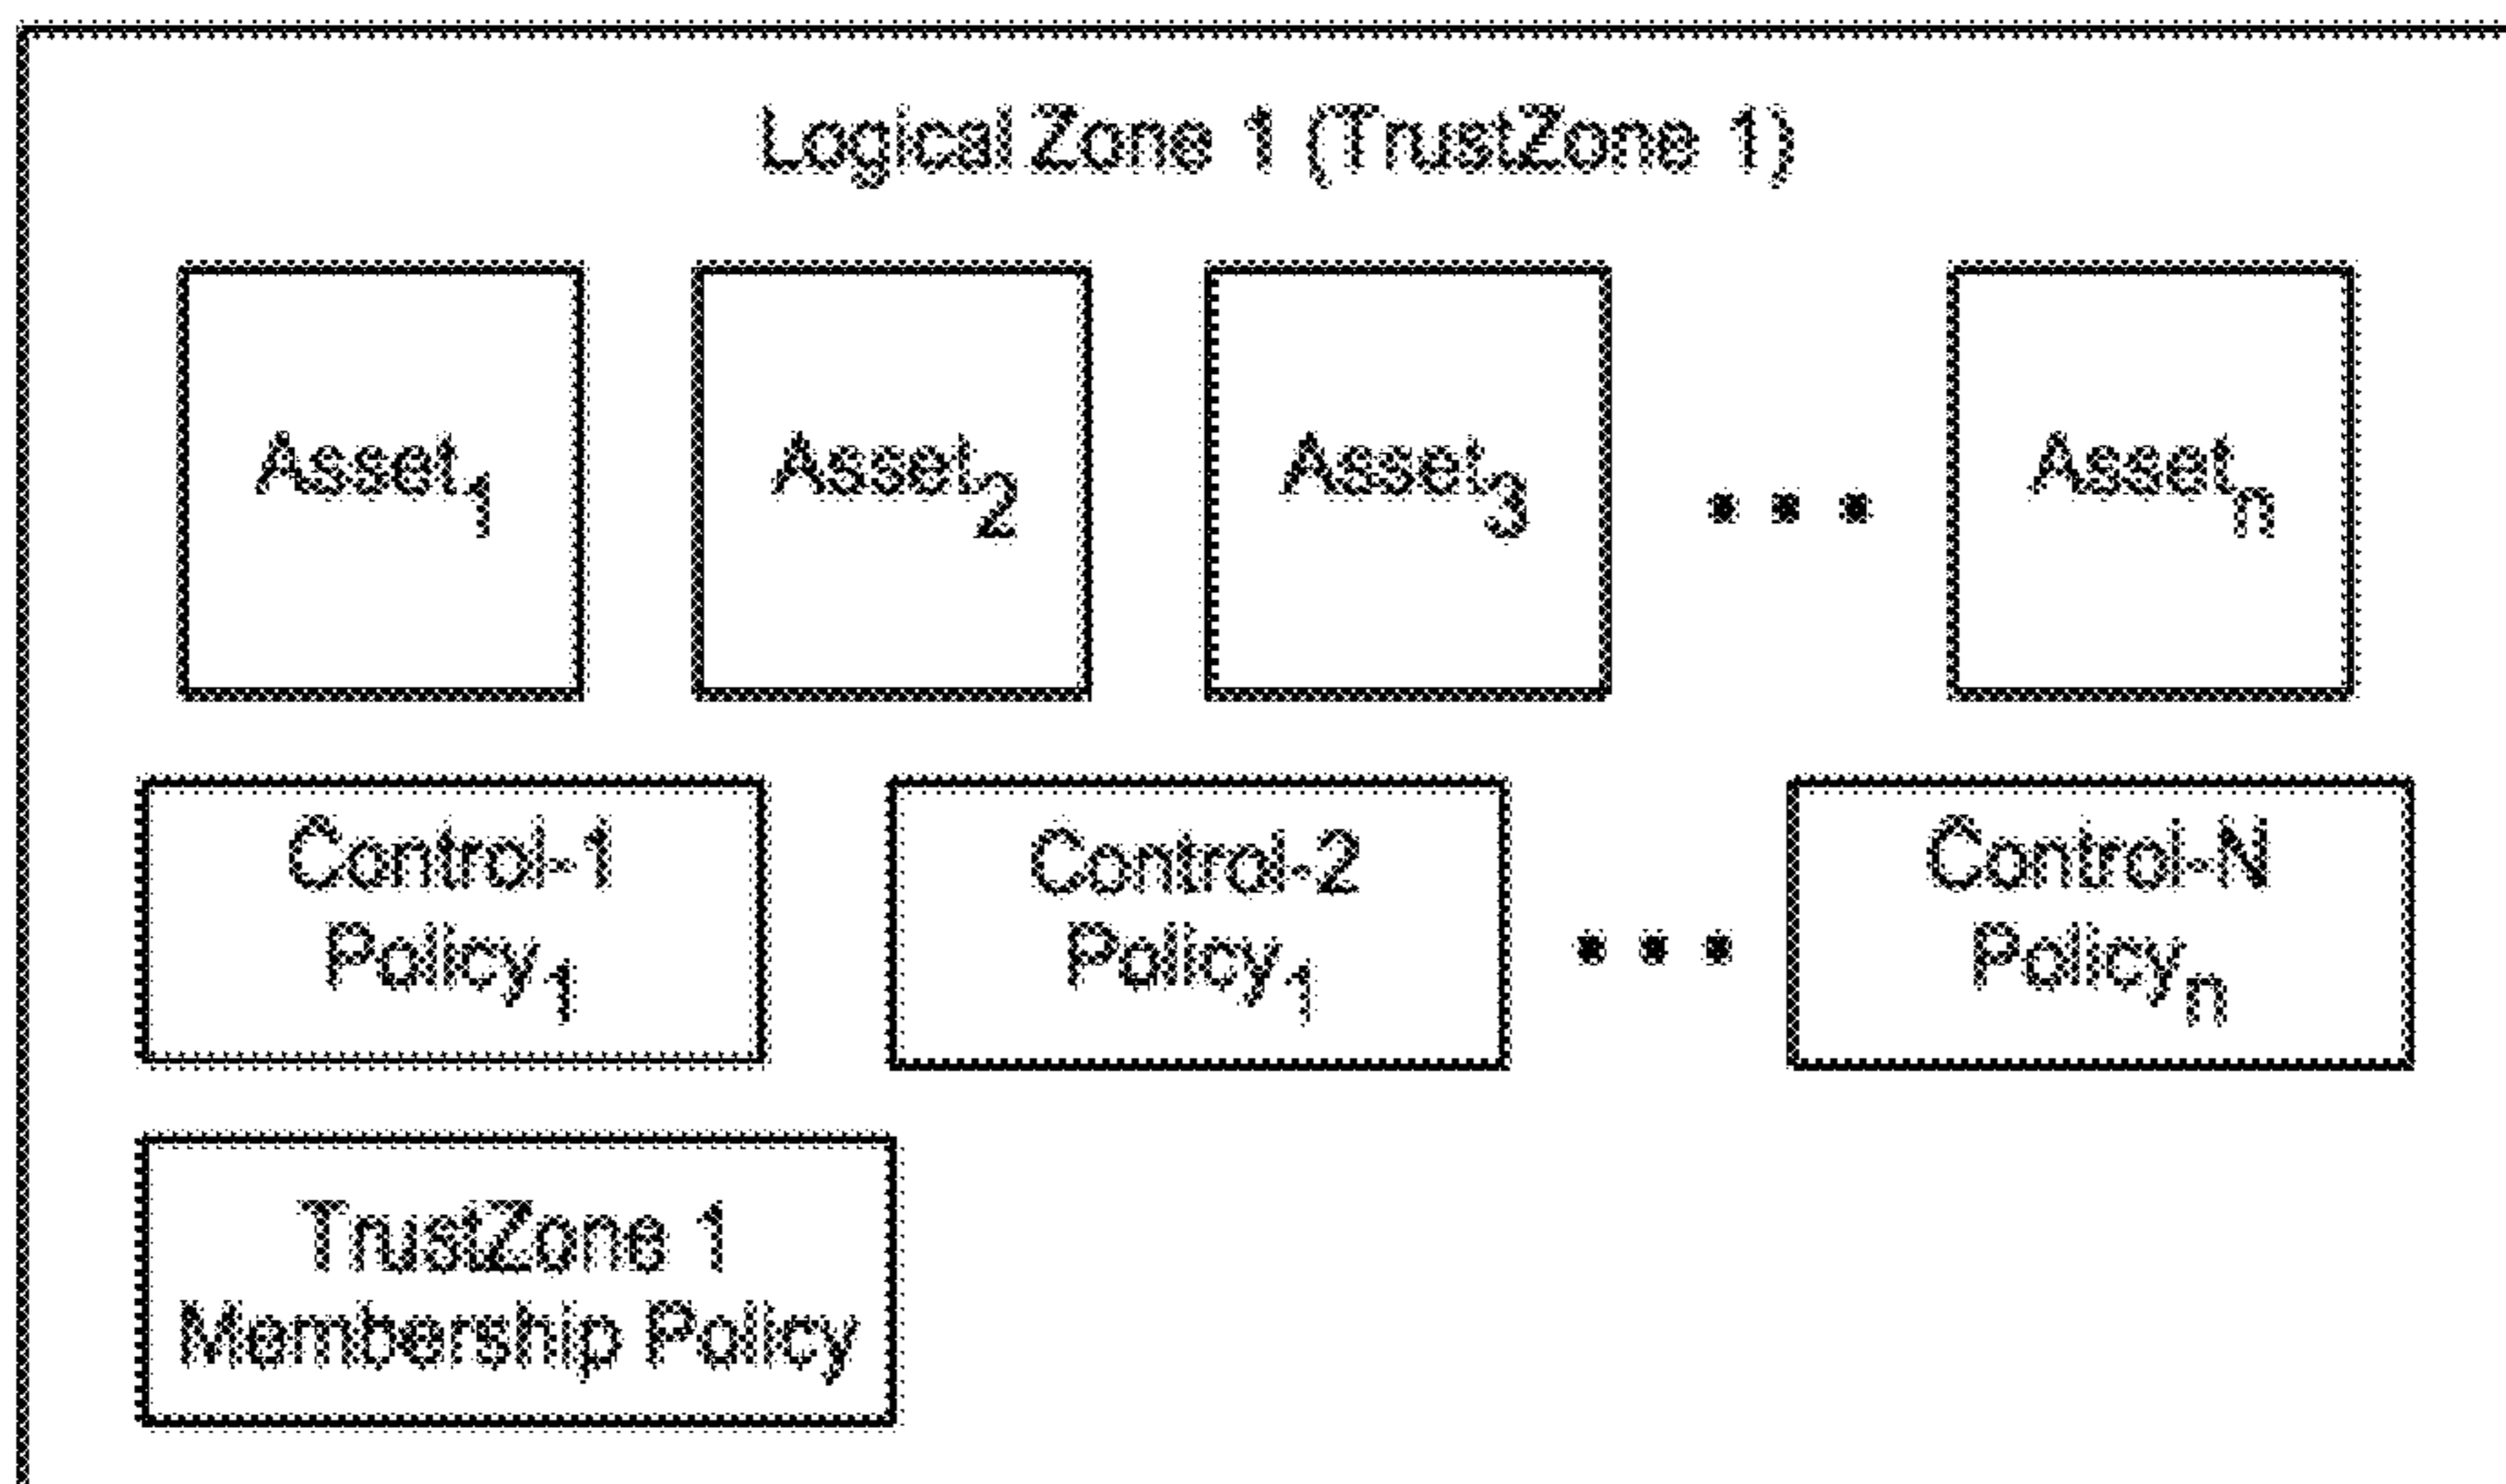 Logical Zone 1 (TrustZone 1)
Asset1
Asset2
Asset3
Assetn
Control-1
Policy1
Control-2
Policy1
Control-N
Policyn
TrustZone 1
Membership Policy